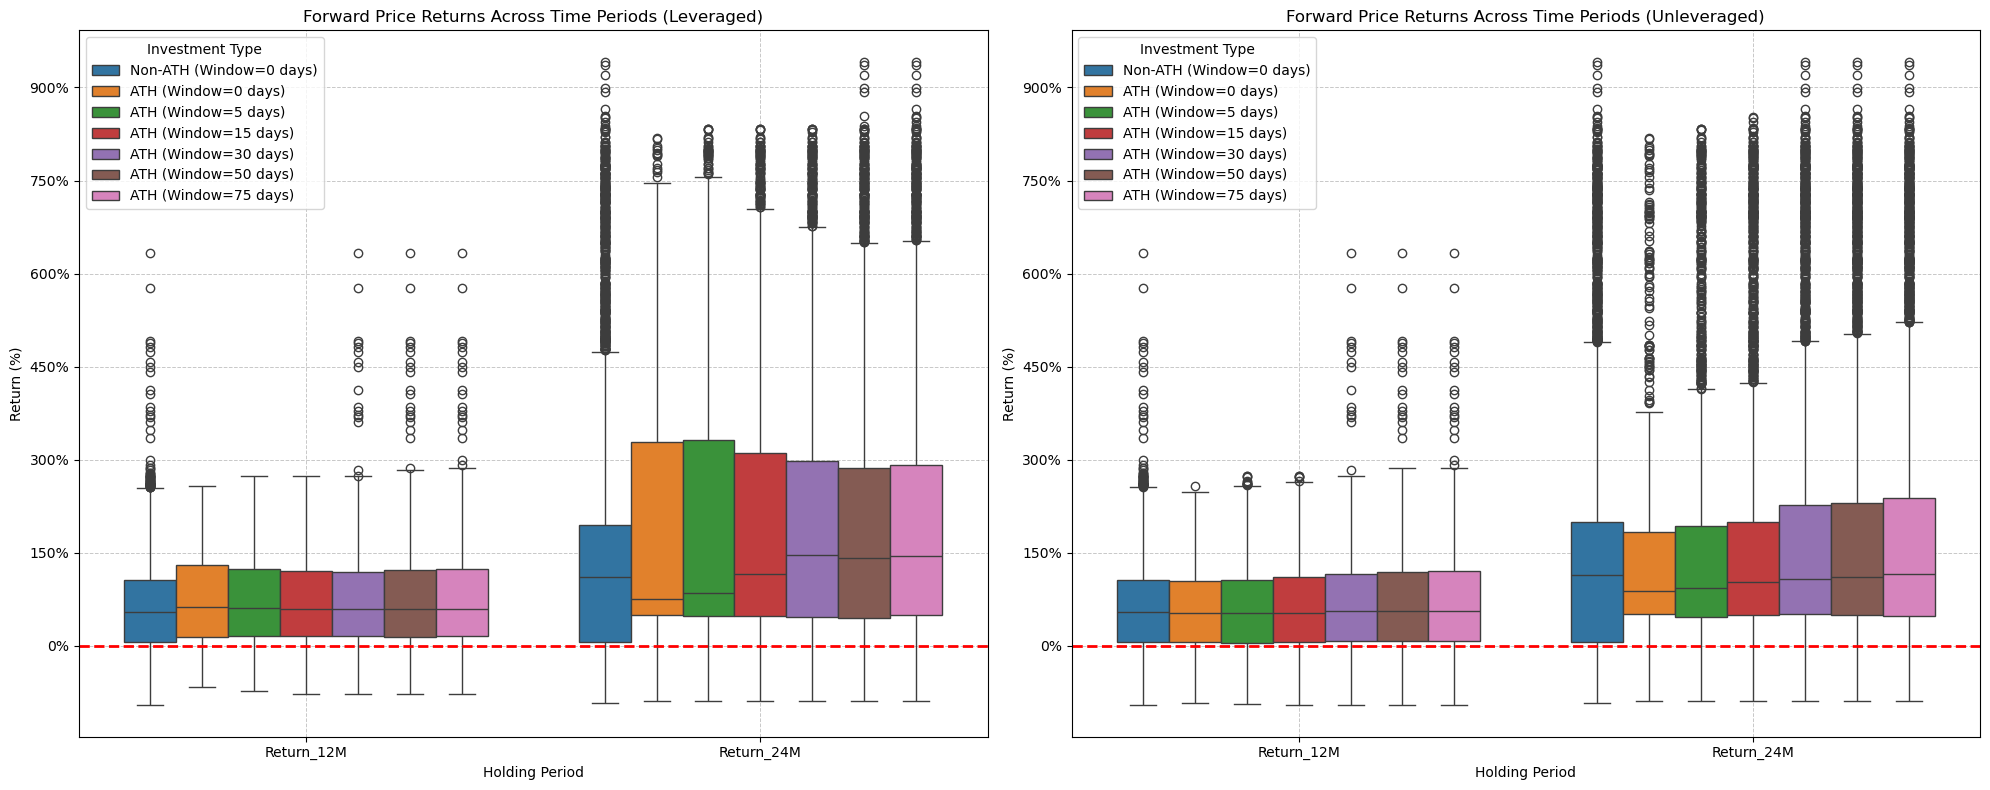 Forward Price Returns Across Time Periods (Leveraged)
Return (%)
900%
750%
600%
450%
300%
150%
0%
Investment Type
Non-ATH (Window=0 days)
ATH (Window=0 days)
ATH (Window=5 days)
ATH (Window=15 days)
ATH (Window=30 days)
ATH (Window=50 days)
ATH (Window=75 days)
Return_12M
Return_24M
Holding Period
Forward Price Returns Across Time Periods (Unleveraged)
Return (%)
900%
750%
600%
450%
300%
150%
0%
Investment Type
Non-ATH (Window=0 days)
ATH (Window=0 days)
ATH (Window=5 days)
ATH (Window=15 days)
ATH (Window=30 days)
ATH (Window=50 days)
ATH (Window=75 days)
Return_12M
Return_24M
Holding Period